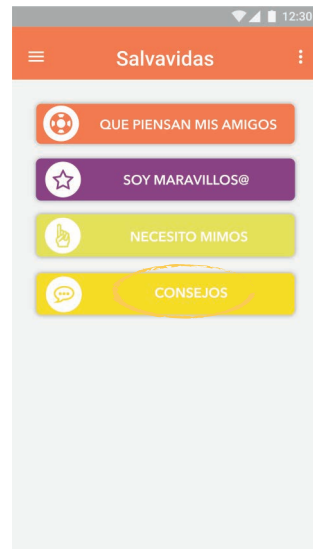 12:30
Salvavidas
QUE PIENSAN MIS AMIGOS
SOY MARAVILLOS@
NECESITO MIMOS
CONSEJOS